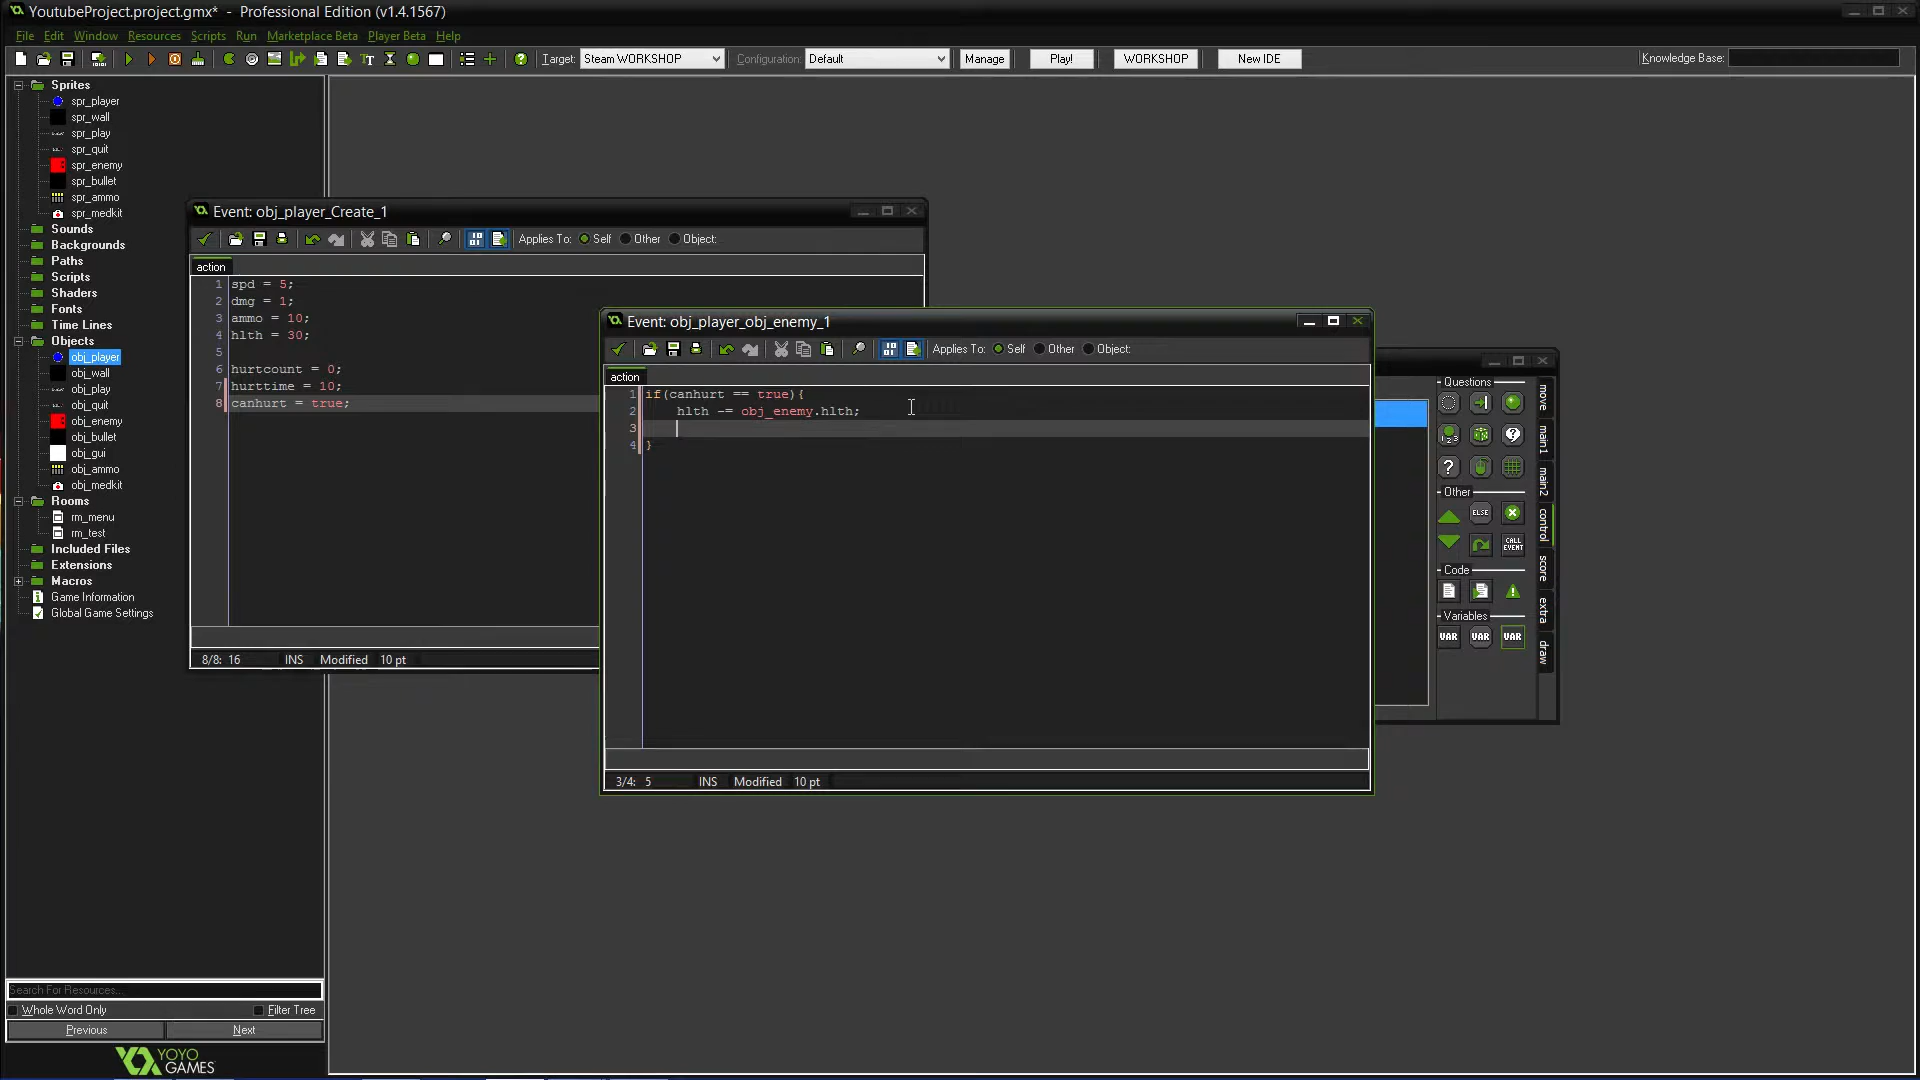 YoutubeProject.project.gmx* - Professional Edition (v1.4.1567)
File Edit Window Resources Scripts Run Marketplace Beta Player Beta Help
Target: Steam WORKSHOP Configuration: Default Manage Play! WORKSHOP New IDE Knowledge Base:
Sprites
spr_player
spr_wall
spr_play
spr_quit
spr_enemy
spr_bullet
spr_ammo
spr_medkit
Sounds
Backgrounds
Paths
Scripts
Shaders
Fonts
Time Lines
Objects
obj_player
obj_wall
obj_play
obj_quit
obj_enemy
obj_bullet
obj_gui
obj_ammo
obj_medkit
Rooms
rm_menu
rm_test
Included Files
Extensions
Macros
Game Information
Global Game Settings
Search For Resources...
Whole Word Only Filter Tree
Previous Next
YOYO
GAMES
Event: obj_player_Create_1
Applies To: Self Other Object:
action
1 spd = 5;
2 dmg = 1;
3 ammo = 10;
4 hlth = 30;
5
6 hurtcount = 0;
7 hurttime = 10;
8 canhurt = true;
8/8: 16 INS Modified 10 pt
Event: obj_player_obj_enemy_1
Applies To: Self Other Object:
action
1 if(canhurt == true){
2 hlth -= obj_enemy.hlth;
3
4 }
3/4: 5 INS Modified 10 pt
Questions
Other
ELSE
CALL EVENT
Code
Variables
VAR VAR VAR
move
main1
main2
control
score
extra
draw